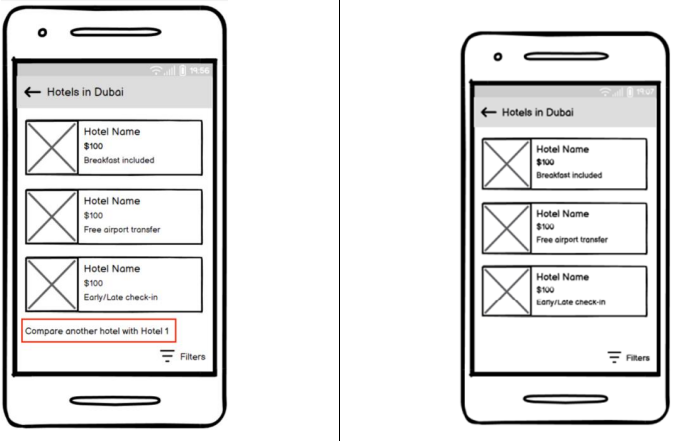 19:56
Hotels in Dubai
Hotel Name
$100
Breakfast included
Hotel Name
$100
Free airport transfer
Hotel Name
$100
Early/Late check-in
Compare another hotel with Hotel 1
Filters
Hotels in Dubai
Hotel Name
$100
Breakfast included
Hotel Name
$100
Free airport transfer
Hotel Name
$100
Early/Late check-in
Filters